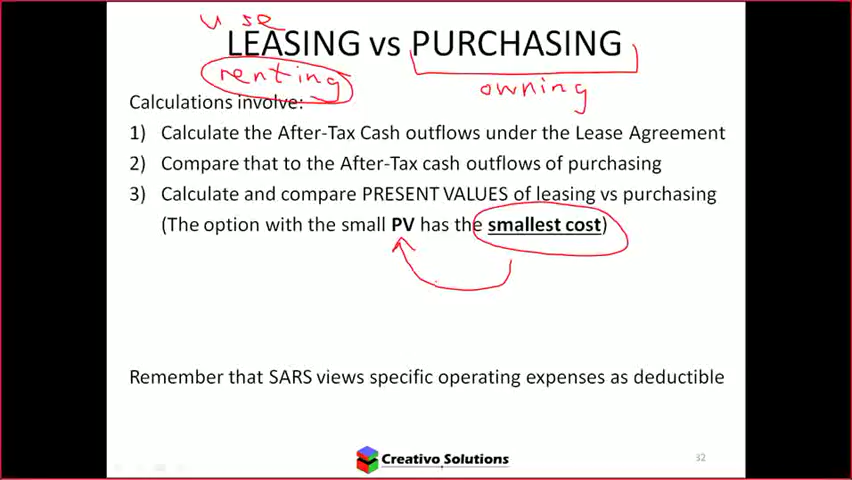 use
LEASING vs PURCHASING
renting
owning
Calculations involve:
1) Calculate the After-Tax Cash outflows under the Lease Agreement
2) Compare that to the After-Tax cash outflows of purchasing
3) Calculate and compare PRESENT VALUES of leasing vs purchasing
(The option with the small PV has the smallest cost)
Remember that SARS views specific operating expenses as deductible
Creativo Solutions
32